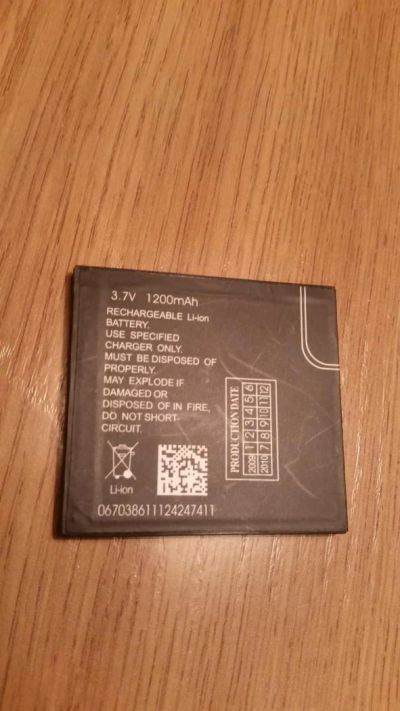 3.7V 1200mAh
RECHARGEABLE Li-ion
BATTERY.
USE SPECIFIED
CHARGER ONLY.
MUST BE DISPOSED OF
PROPERLY.
MAY EXPLODE IF
DAMAGED OR
DISPOSED OF IN FIRE,
DO NOT SHORT-
CIRCUIT.
Li-ion
067038611124247411
PRODUCTION DATE
2009 1 2 3 4 5 6
2010 7 8 9 10 11 12